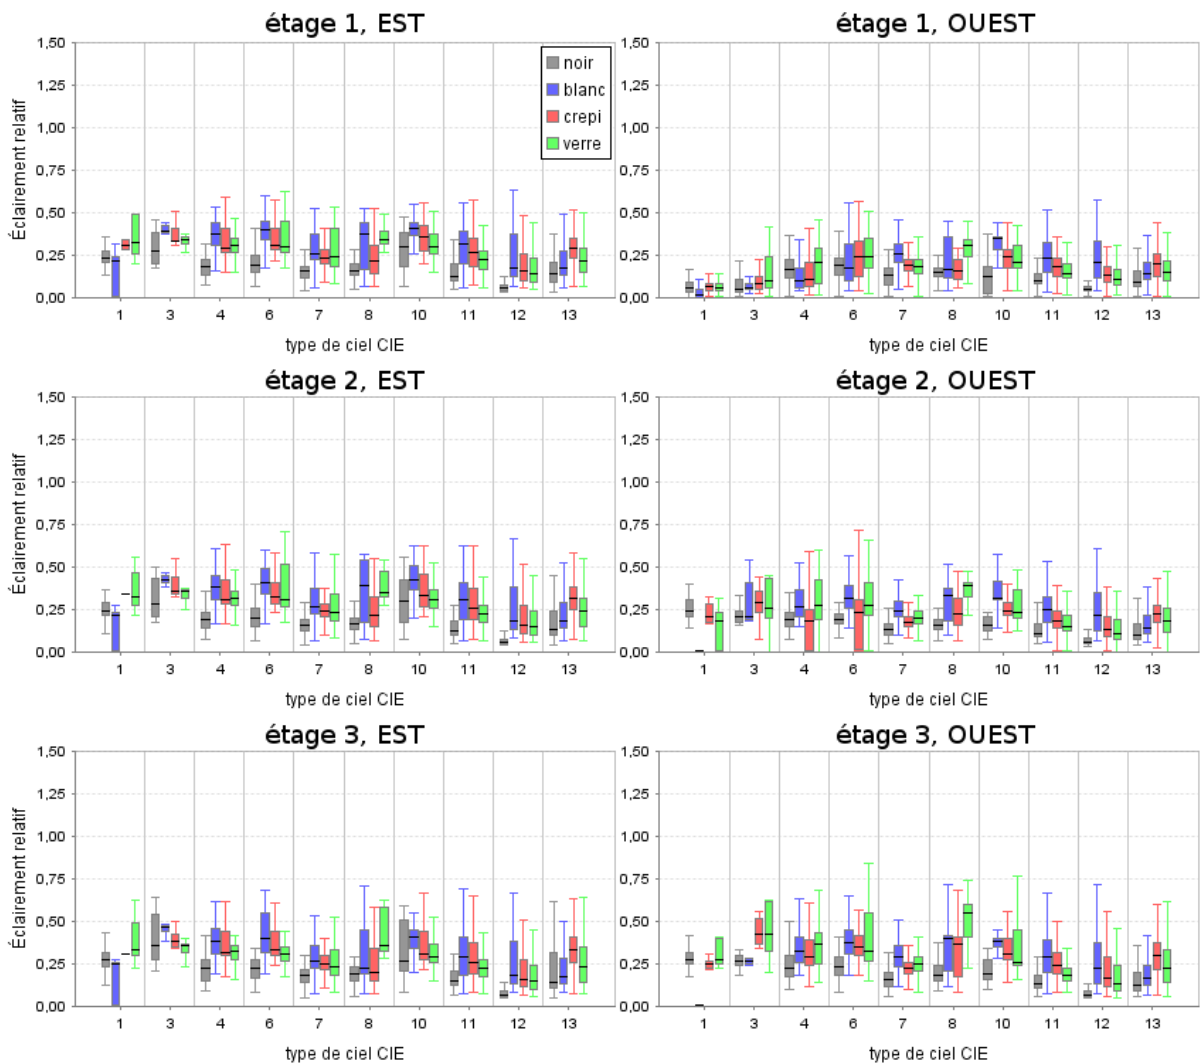 étage 1, EST
étage 1, OUEST
1,50
1,25
1,00
0,75
0,50
0,25
0,00
Éclairement relatif
noir
blanc
crepi
verre
1 3 4 6 7 8 10 11 12 13
type de ciel CIE
1,50
1,25
1,00
0,75
0,50
0,25
0,00
1 3 4 6 7 8 10 11 12 13
type de ciel CIE
étage 2, EST
étage 2, OUEST
1,50
1,25
1,00
0,75
0,50
0,25
0,00
Éclairement relatif
1 3 4 6 7 8 10 11 12 13
type de ciel CIE
1,50
1,25
1,00
0,75
0,50
0,25
0,00
1 3 4 6 7 8 10 11 12 13
type de ciel CIE
étage 3, EST
étage 3, OUEST
1,50
1,25
1,00
0,75
0,50
0,25
0,00
Éclairement relatif
1 3 4 6 7 8 10 11 12 13
type de ciel CIE
1,50
1,25
1,00
0,75
0,50
0,25
0,00
1 3 4 6 7 8 10 11 12 13
type de ciel CIE